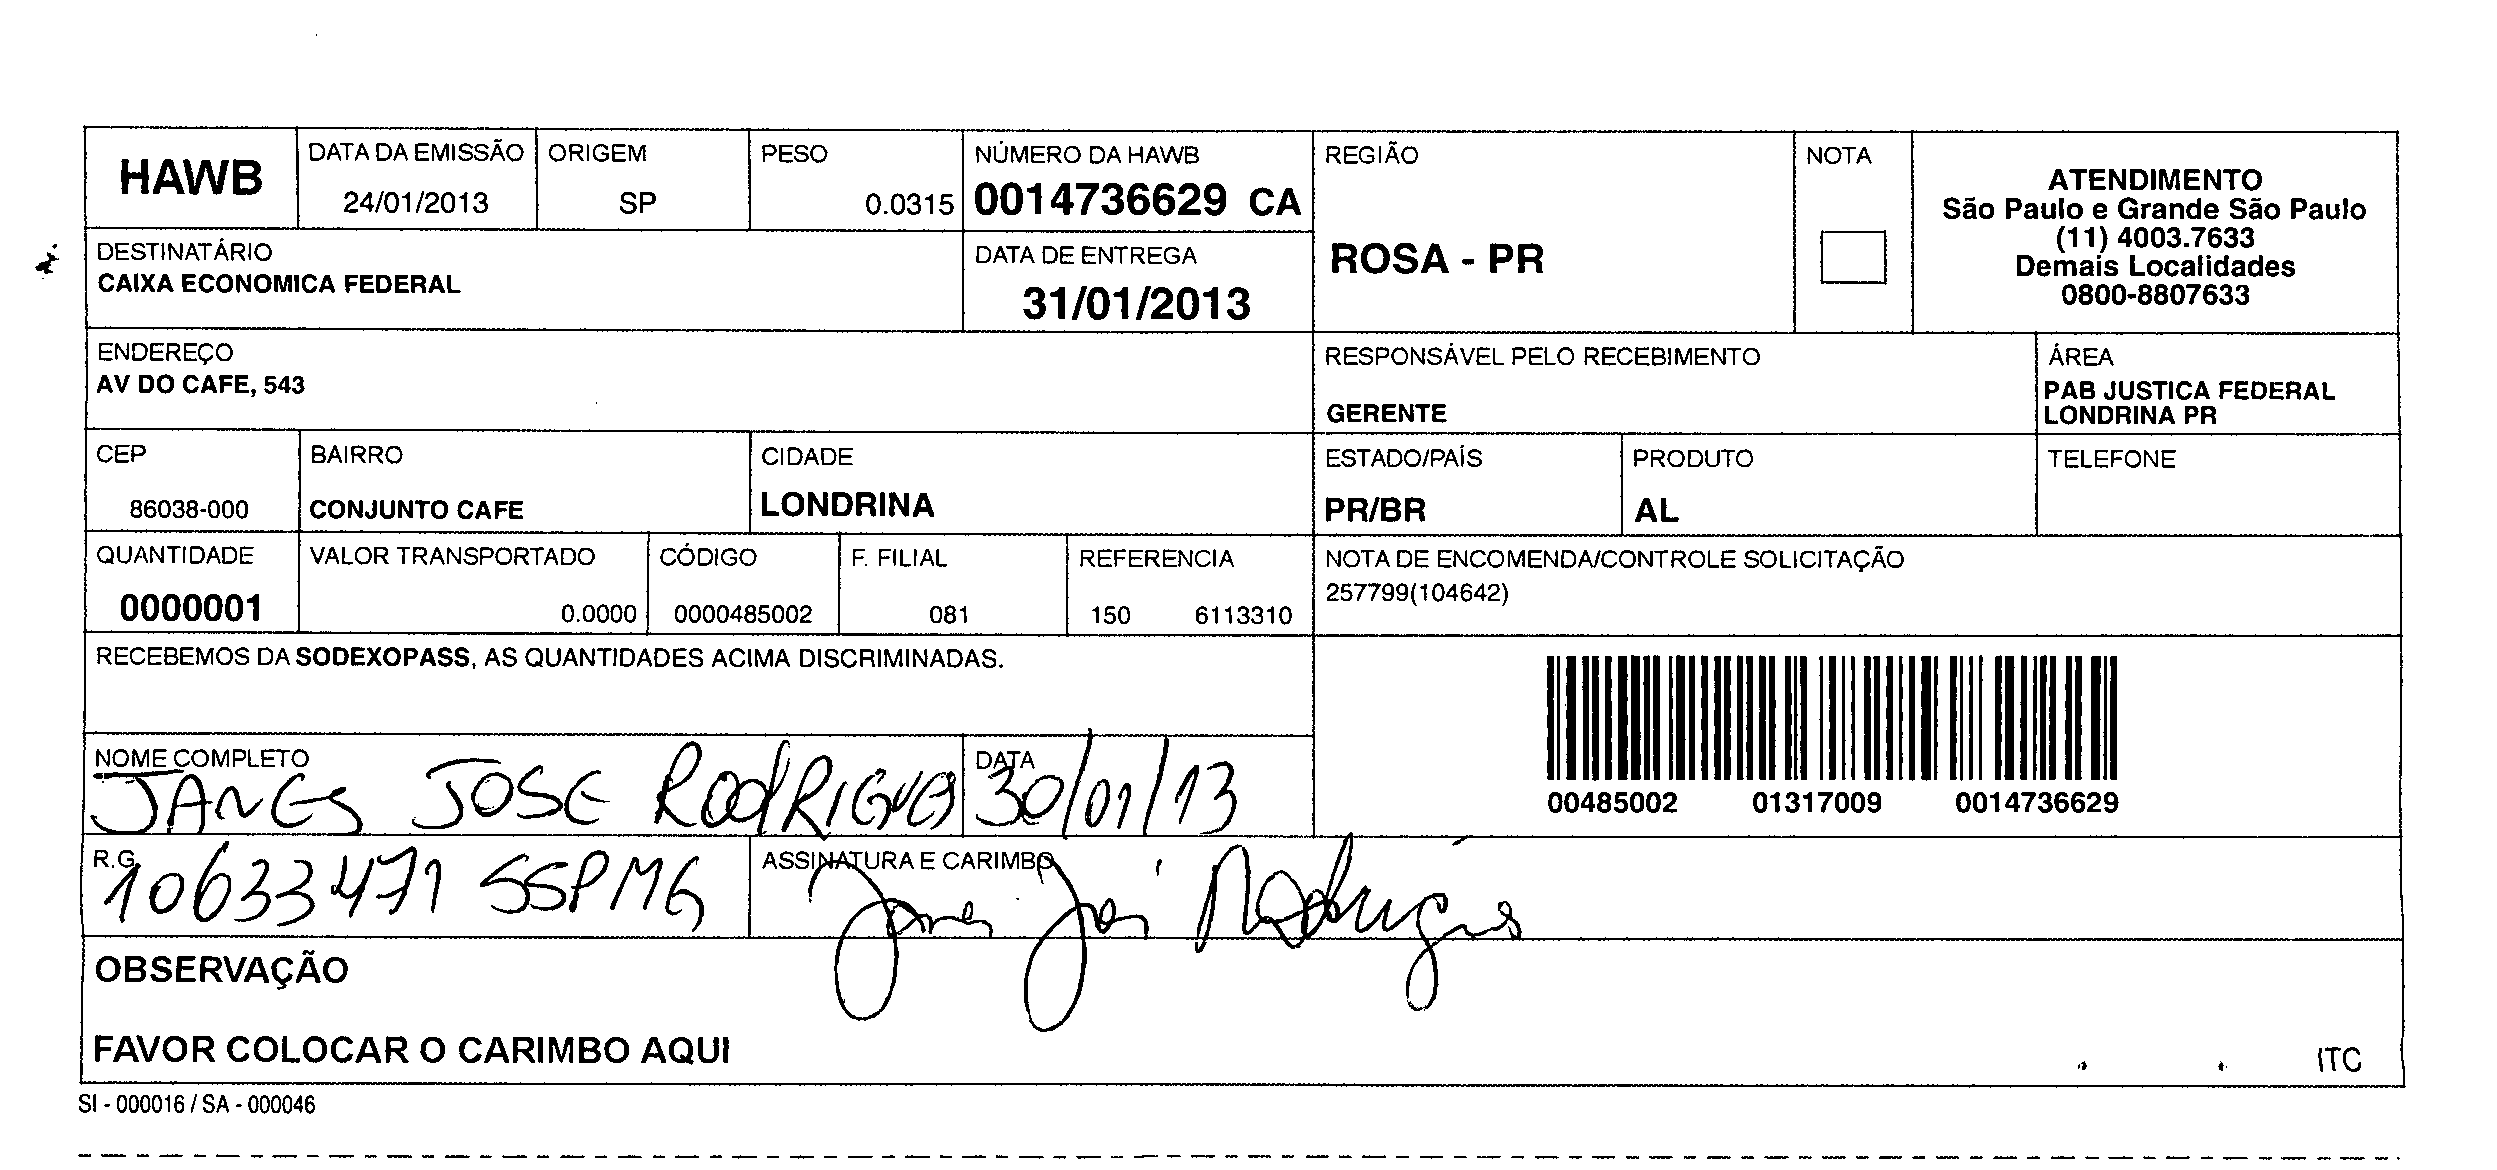 HAWB
DATA DA EMISSÃO
24/01/2013
ORIGEM
SP
PESO
0.0315
NÚMERO DA HAWB
0014736629 CA
REGIÃO
ROSA - PR
NOTA
ATENDIMENTO
São Paulo e Grande São Paulo
(11) 4003.7633
Demais Localidades
0800-8807633
DESTINATÁRIO
CAIXA ECONOMICA FEDERAL
DATA DE ENTREGA
31/01/2013
ENDEREÇO
AV DO CAFE, 543
RESPONSÁVEL PELO RECEBIMENTO
GERENTE
ÁREA
PAB JUSTICA FEDERAL
LONDRINA PR
CEP
86038-000
BAIRRO
CONJUNTO CAFE
CIDADE
LONDRINA
ESTADO/PAÍS
PR/BR
PRODUTO
AL
TELEFONE
QUANTIDADE
0000001
VALOR TRANSPORTADO
0.0000
CÓDIGO
0000485002
F. FILIAL
081
REFERENCIA
150 6113310
NOTA DE ENCOMENDA/CONTROLE SOLICITAÇÃO
257799(104642)
RECEBEMOS DA SODEXOPASS, AS QUANTIDADES ACIMA DISCRIMINADAS.
00485002 01317009 0014736629
NOME COMPLETO
JANES JOSE RODRIGUES
DATA
30/01/13
R.G.
10633471 SSPMG
ASSINATURA E CARIMBO
Janes José Rodrigues
OBSERVAÇÃO
FAVOR COLOCAR O CARIMBO AQUI
ITC
SI - 000016 / SA - 000046